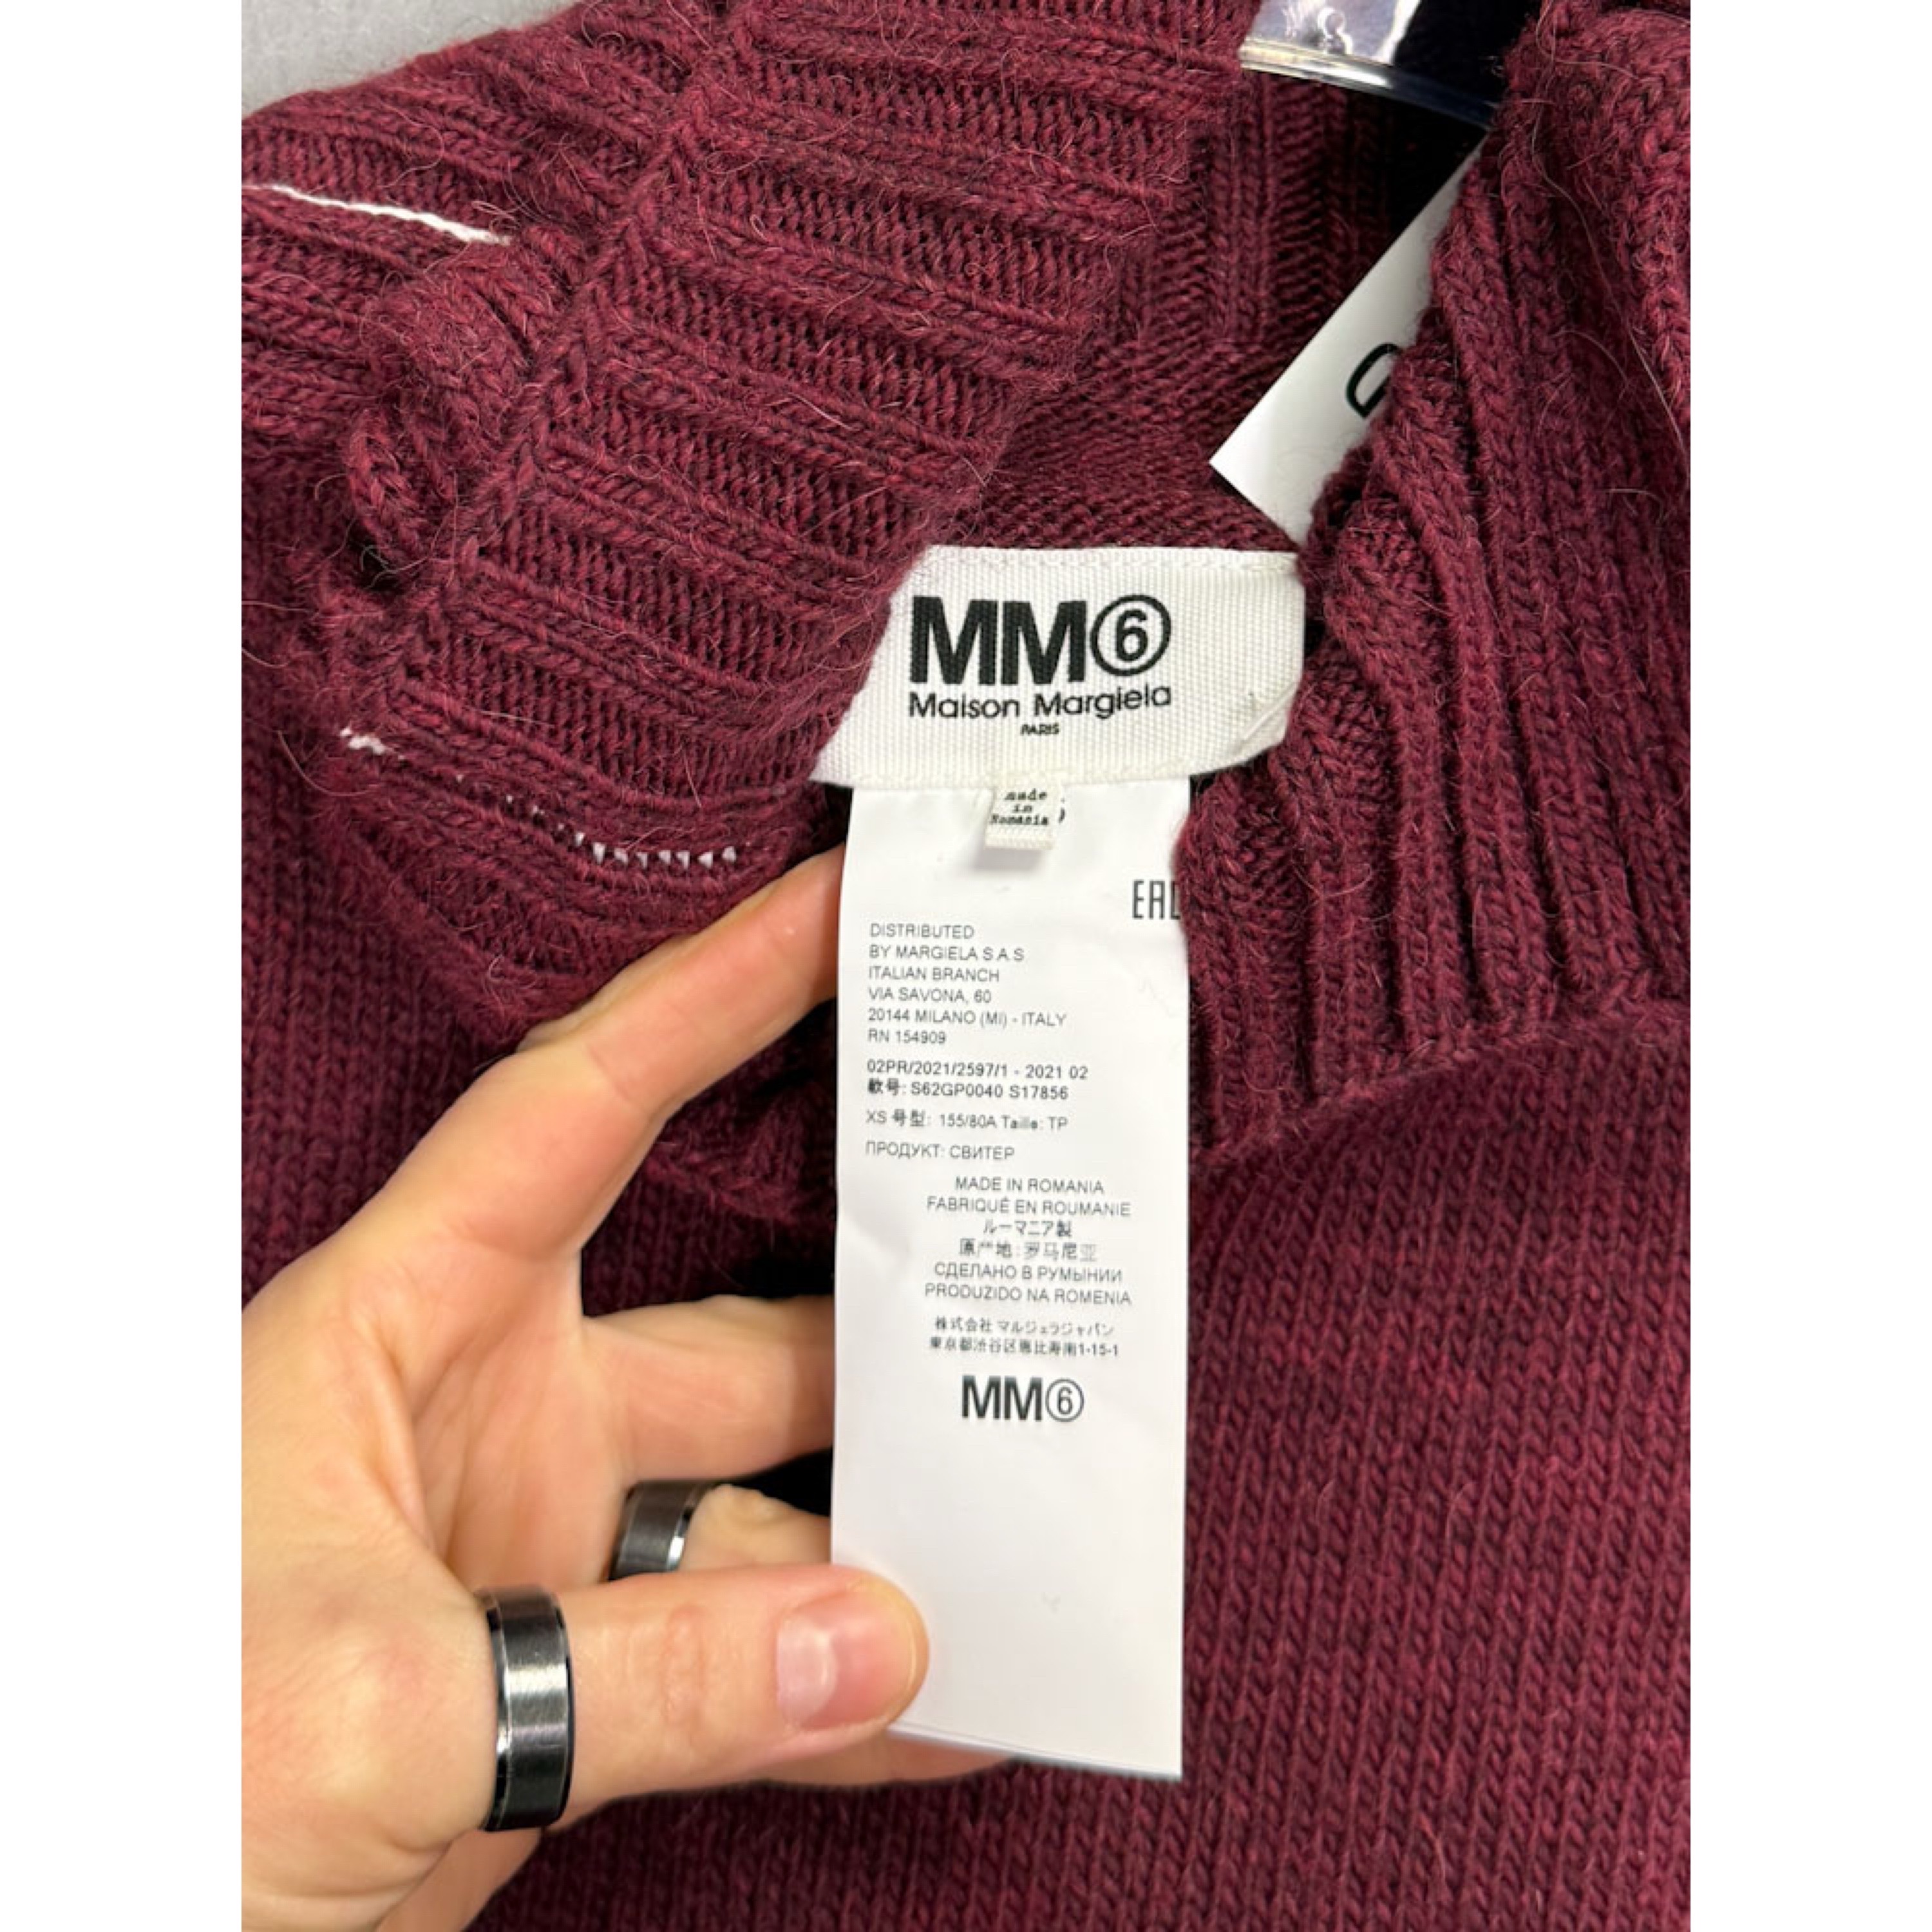 MM⑥
Maison Margiela
PARIS
made
in
Romania
EAC
DISTRIBUTED
BY MARGIELA S.A.S
ITALIAN BRANCH
VIA SAVONA, 60
20144 MILANO (MI) - ITALY
RN 154909
02PR/2021/2597/1 - 2021 02
款号: S62GP0040 S17856
XS 号型: 155/80A Taille: TP
ПРОДУКТ: СВИТЕР
MADE IN ROMANIA
FABRIQUÉ EN ROUMANIE
ルーマニア製
原产地:罗马尼亚
СДЕЛАНО В РУМЫНИИ
PRODUZIDO NA ROMENIA
株式会社 マルジェラジャパン
東京都渋谷区恵比寿南1-15-1
MM⑥